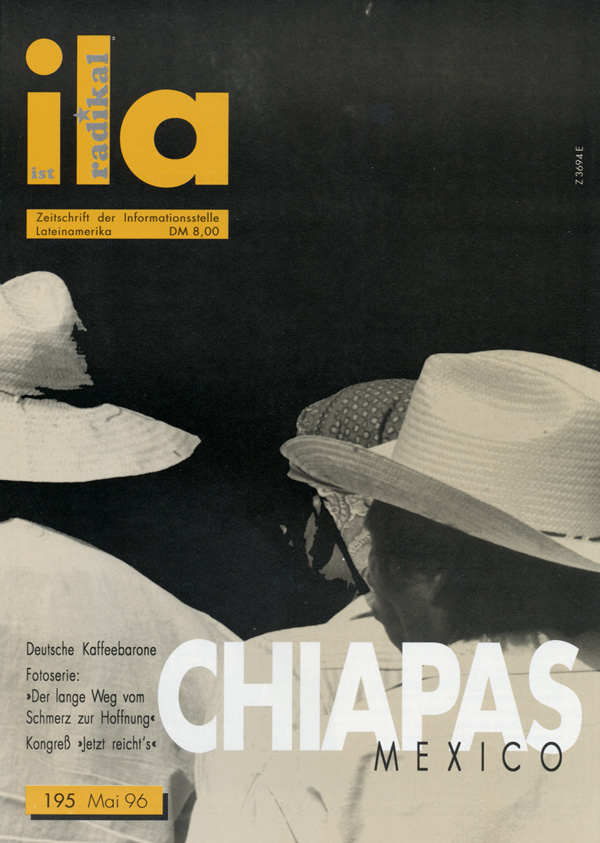 ila
ist
radikal
Z 3694 E
Zeitschrift der Informationsstelle
Lateinamerika DM 8,00
Deutsche Kaffeebarone
Fotoserie:
»Der lange Weg vom
Schmerz zur Hoffnung«
Kongreß »Jetzt reicht's«
CHIAPAS
MEXICO
195 Mai 96